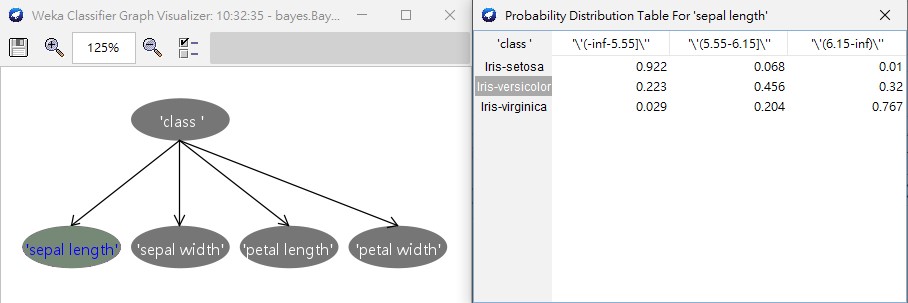 Weka Classifier Graph Visualizer: 10:32:35 - bayes.Bay...
125%
'class '
'sepal length'
'sepal width'
'petal length'
'petal width'
Probability Distribution Table For 'sepal length'
'class ' '\'(-inf-5.55]\'' '\'(5.55-6.15]\'' '\'(6.15-inf)\''
Iris-setosa 0.922 0.068 0.01
Iris-versicolor 0.223 0.456 0.32
Iris-virginica 0.029 0.204 0.767